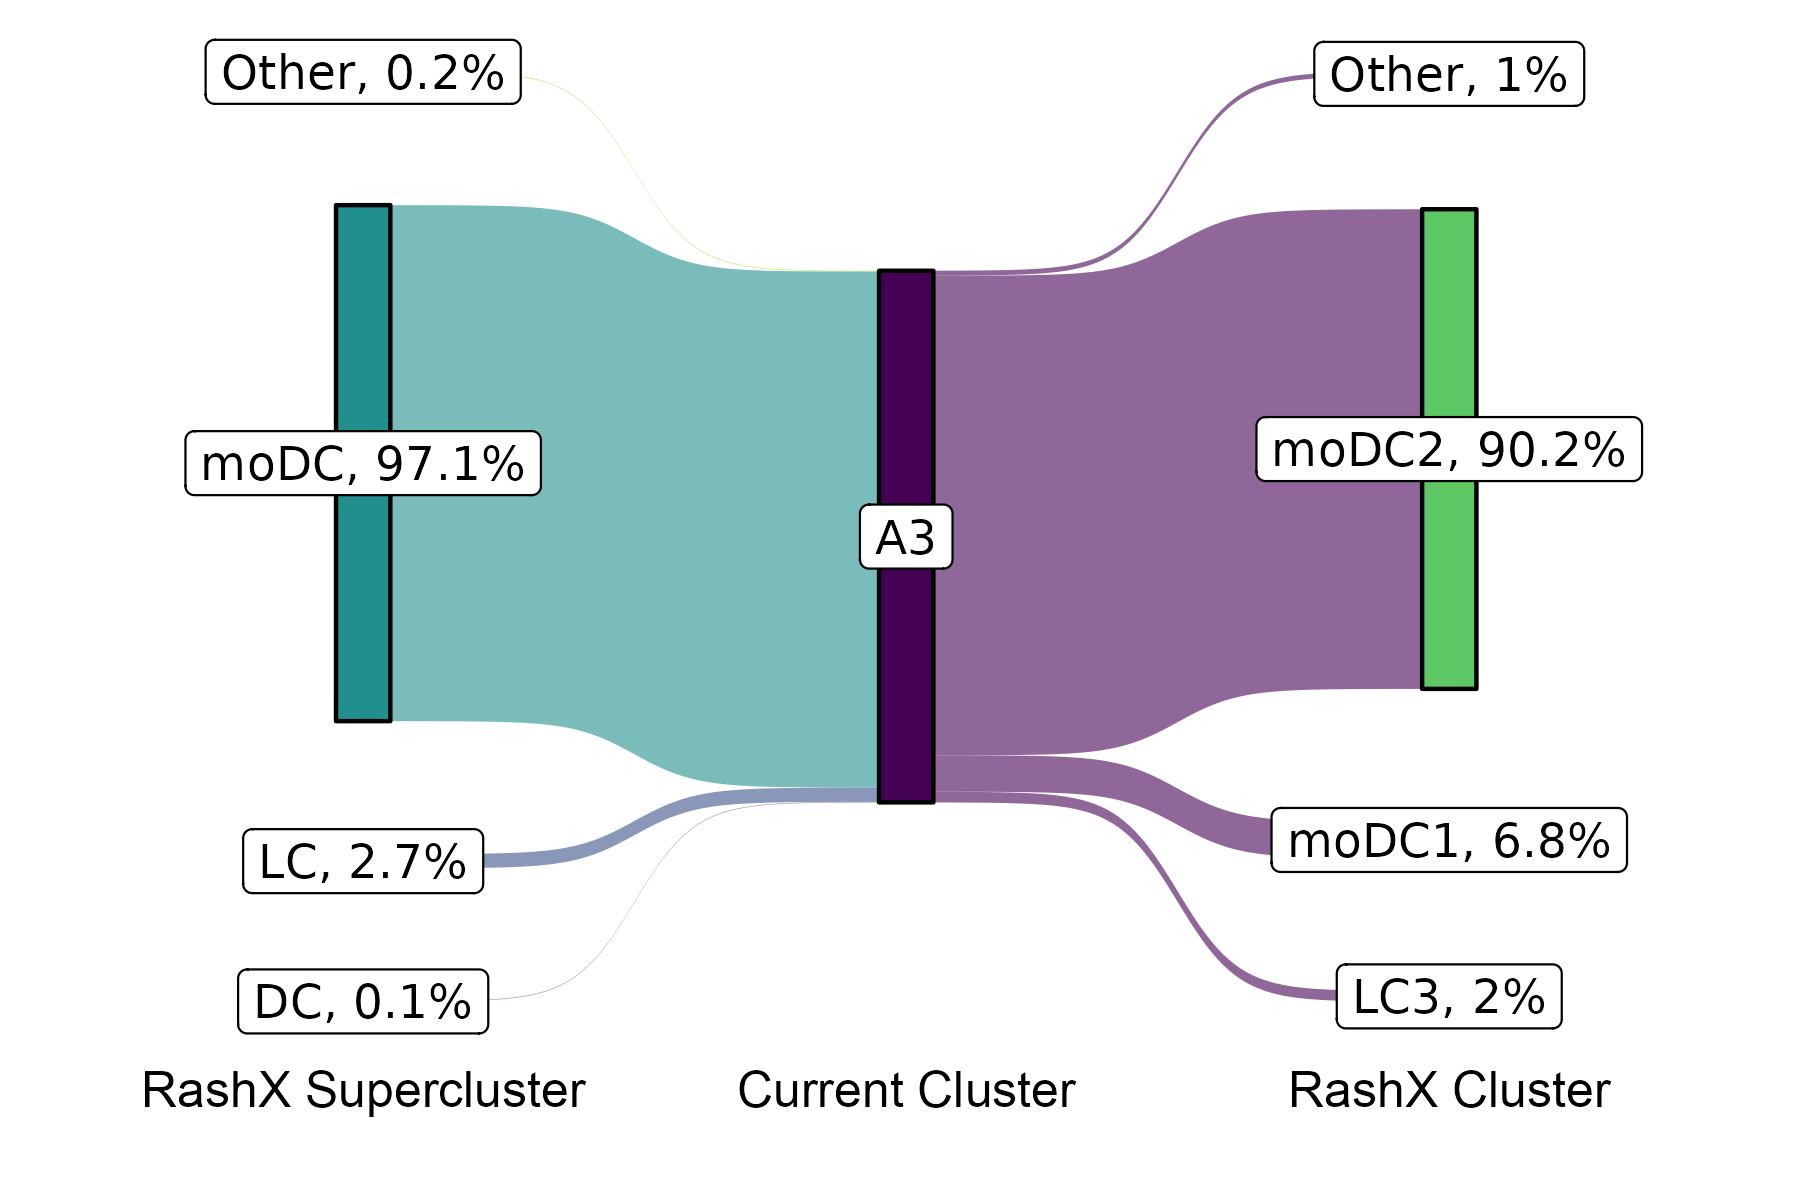 Other, 0.2%
Other, 1%
moDC, 97.1%
moDC2, 90.2%
A3
LC, 2.7%
moDC1, 6.8%
DC, 0.1%
LC3, 2%
RashX Supercluster
Current Cluster
RashX Cluster